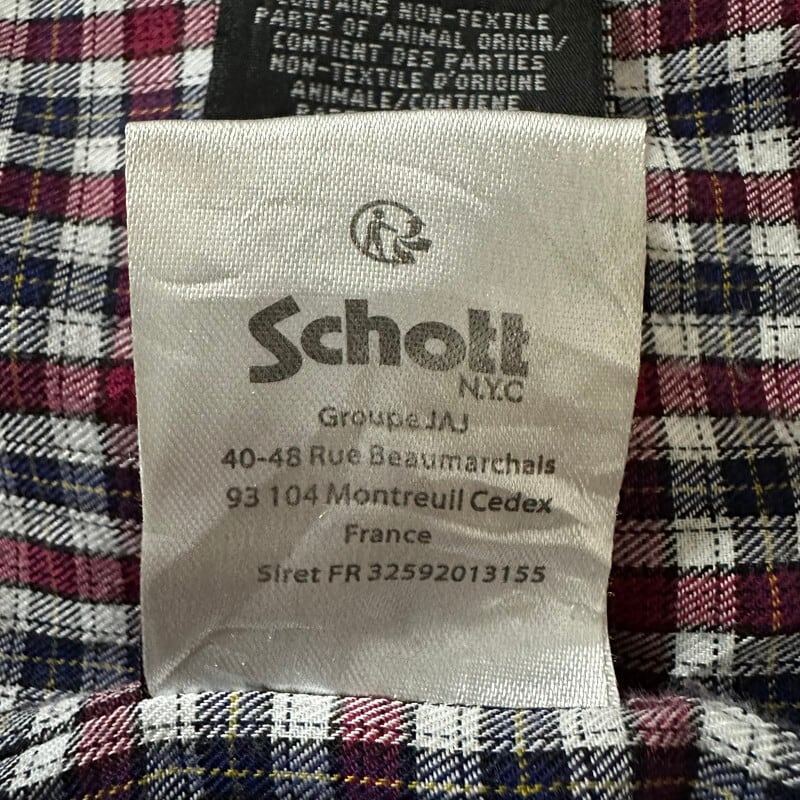 CONTAINS NON-TEXTILE
PARTS OF ANIMAL ORIGIN/
CONTIENT DES PARTIES
NON-TEXTILE D'ORIGINE
ANIMALE/CONTIENE
Schott
N.Y.C
Groupe JAJ
40-48 Rue Beaumarchais
93 104 Montreuil Cedex
France
Siret FR 32592013155